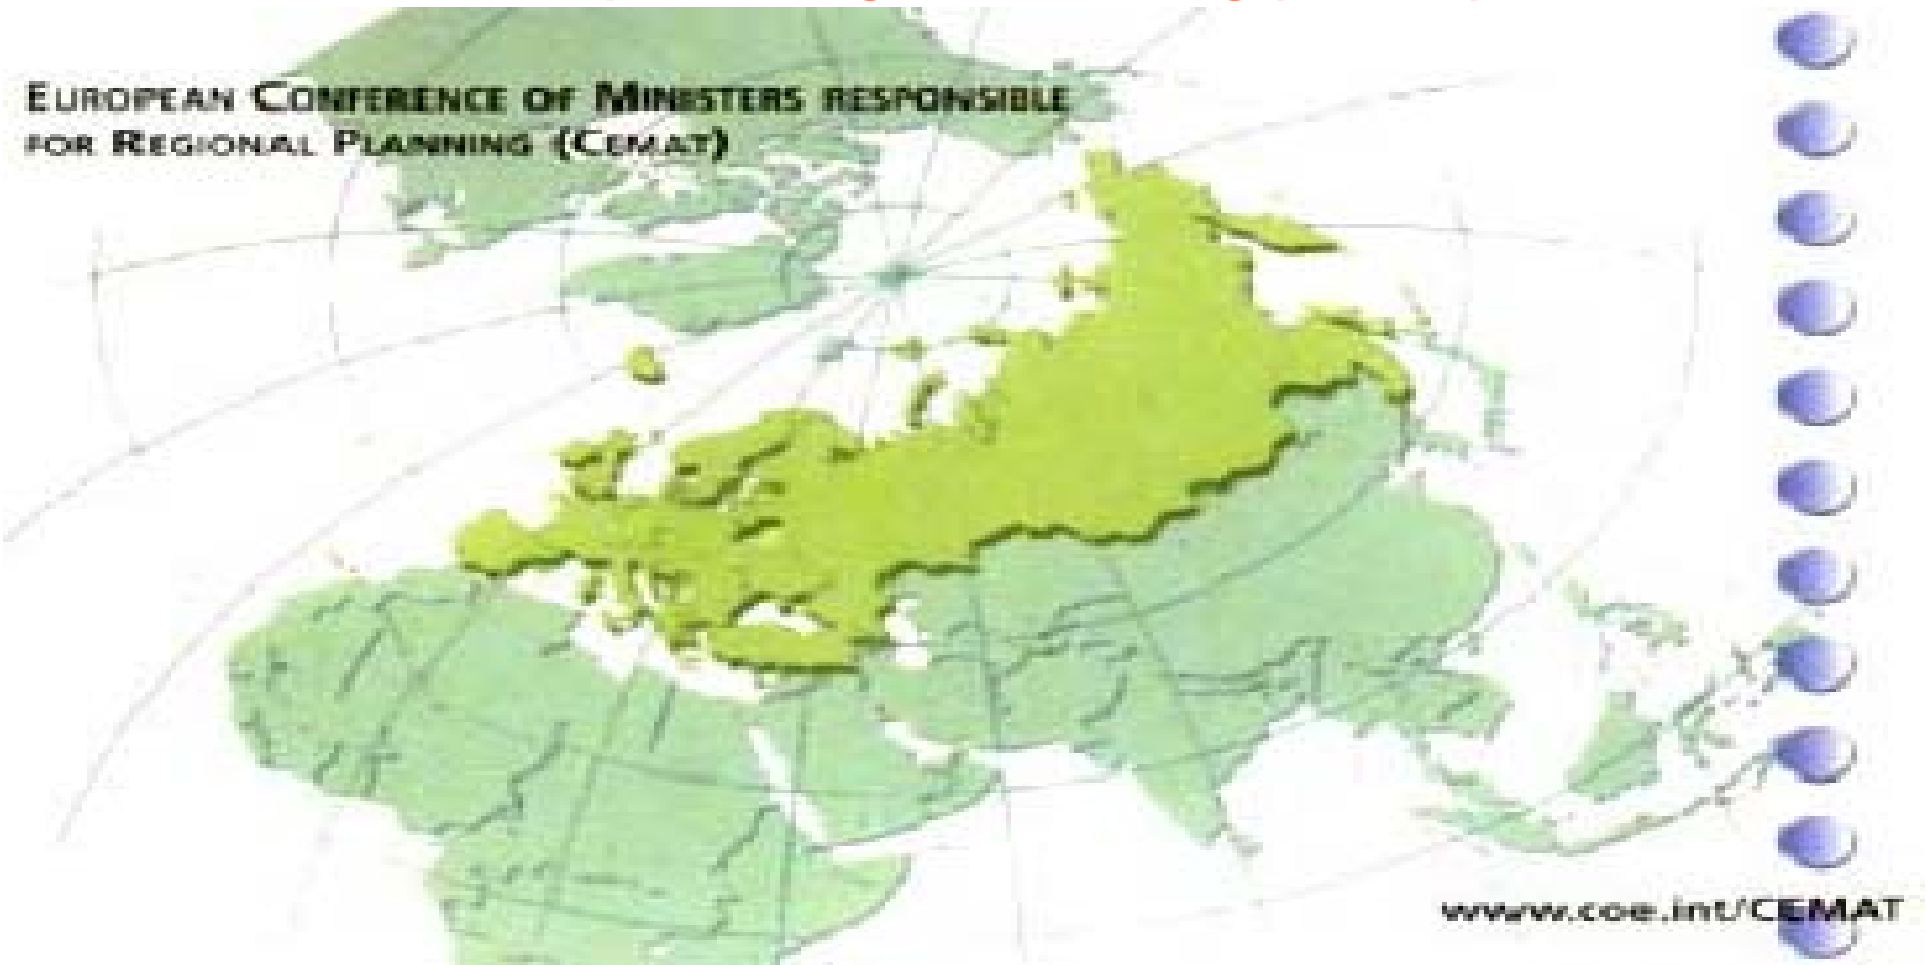 EUROPEAN CONFERENCE OF MINISTERS RESPONSIBLE
FOR REGIONAL PLANNING (CEMAT)
www.coe.int/CEMAT